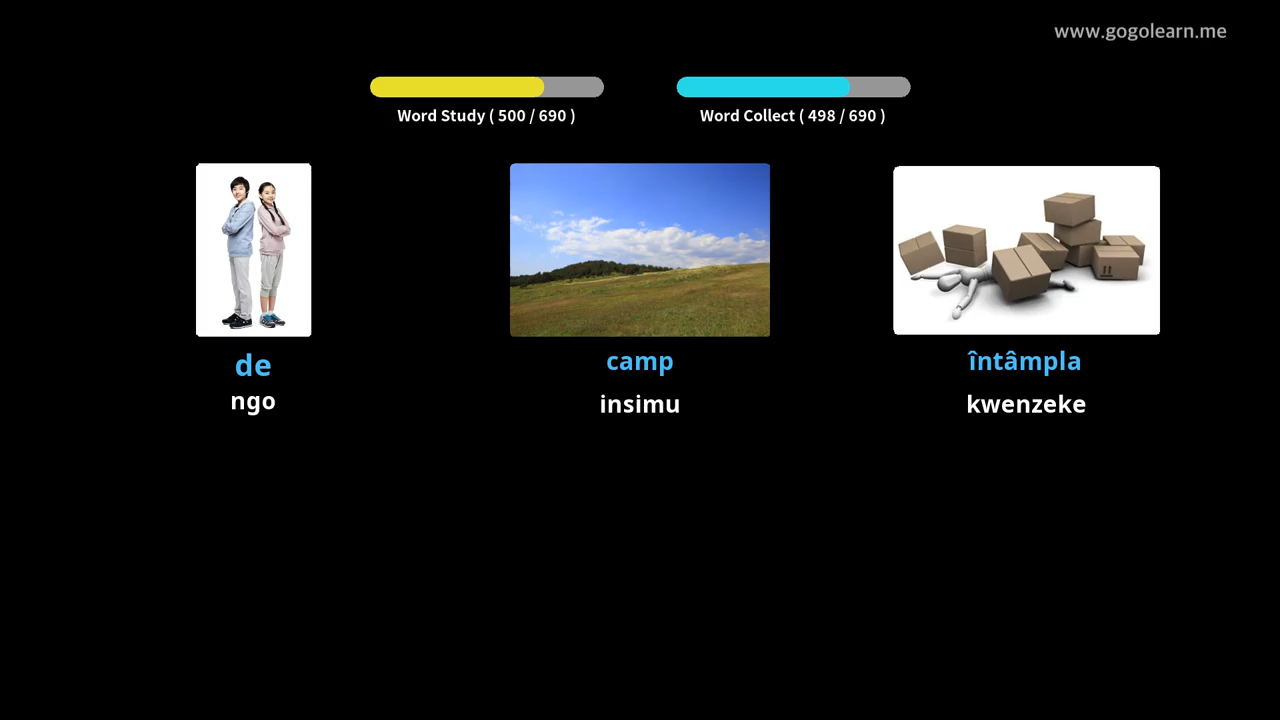 www.gogolearn.me
Word Study ( 500 / 690 )
Word Collect ( 498 / 690 )
de
ngo
camp
insimu
întâmpla
kwenzeke